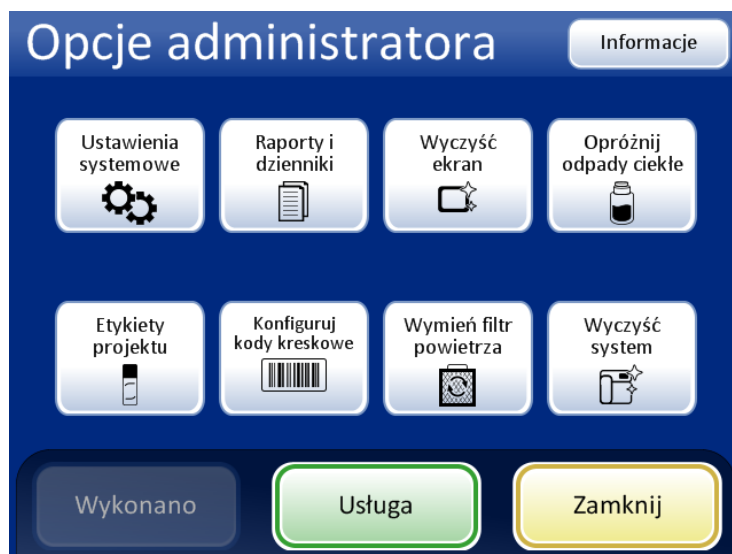 Opcje administratora
Informacje
Ustawienia
systemowe
Raporty i
dzienniki
Wyczyść
ekran
Opróżnij
odpady ciekłe
Etykiety
projektu
Konfiguruj
kody kreskowe
Wymień filtr
powietrza
Wyczyść
system
Wykonano
Usługa
Zamknij